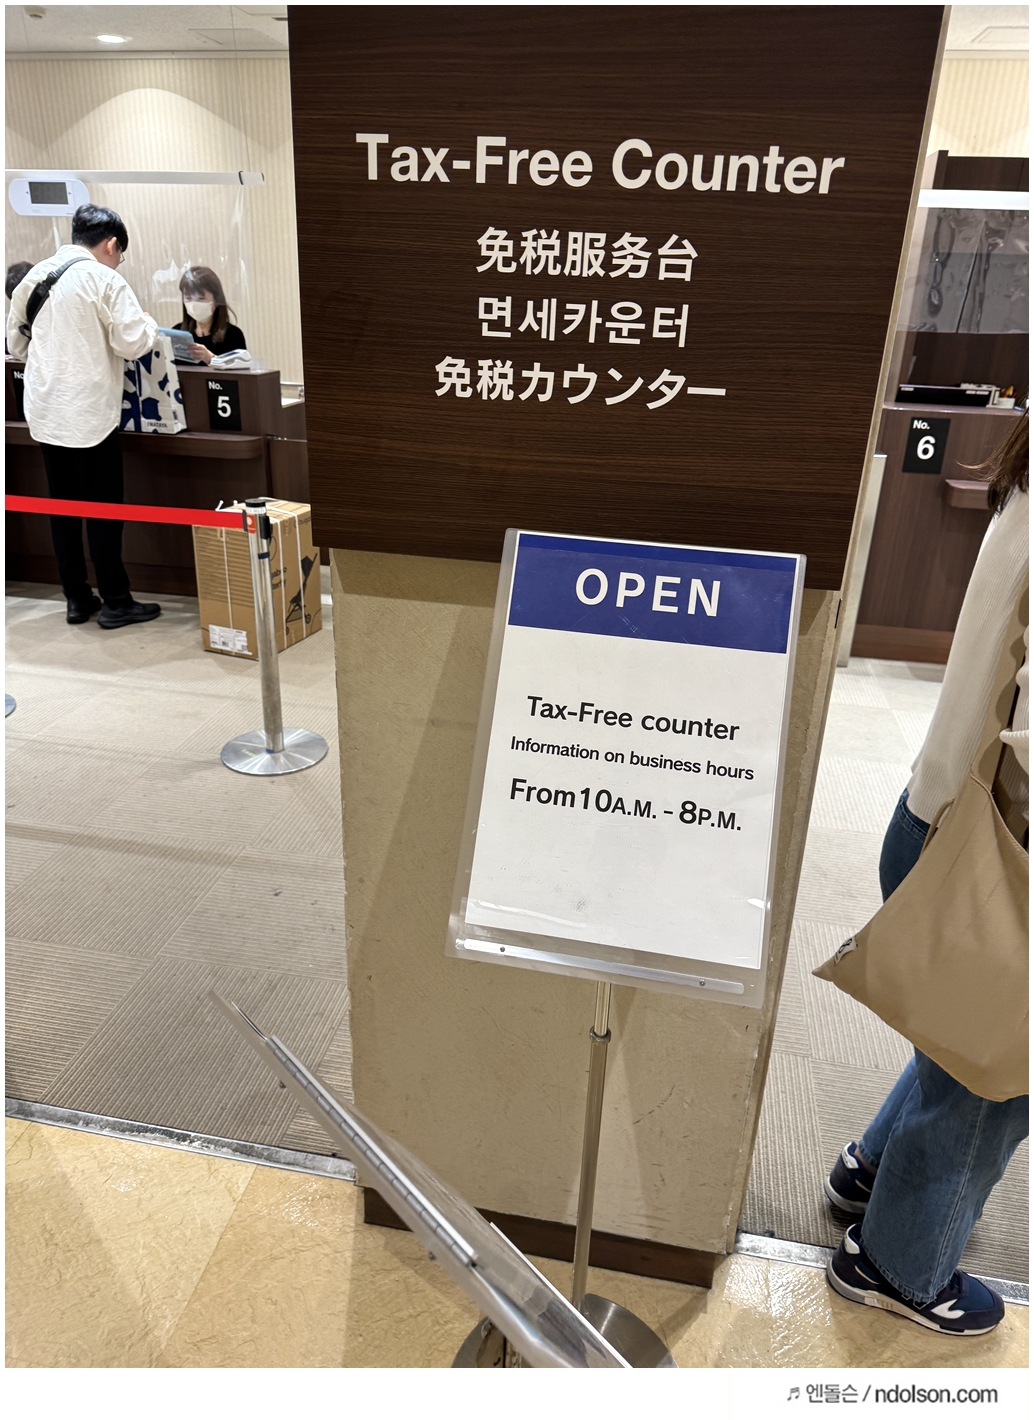 Tax-Free Counter
免税服务台
면세카운터
免税カウンター
No.
5
No.
6
No
OPEN
Tax-Free counter
Information on business hours
From10A.M. - 8P.M.
IWATAYA
♬ 엔돌슨 / ndolson.com